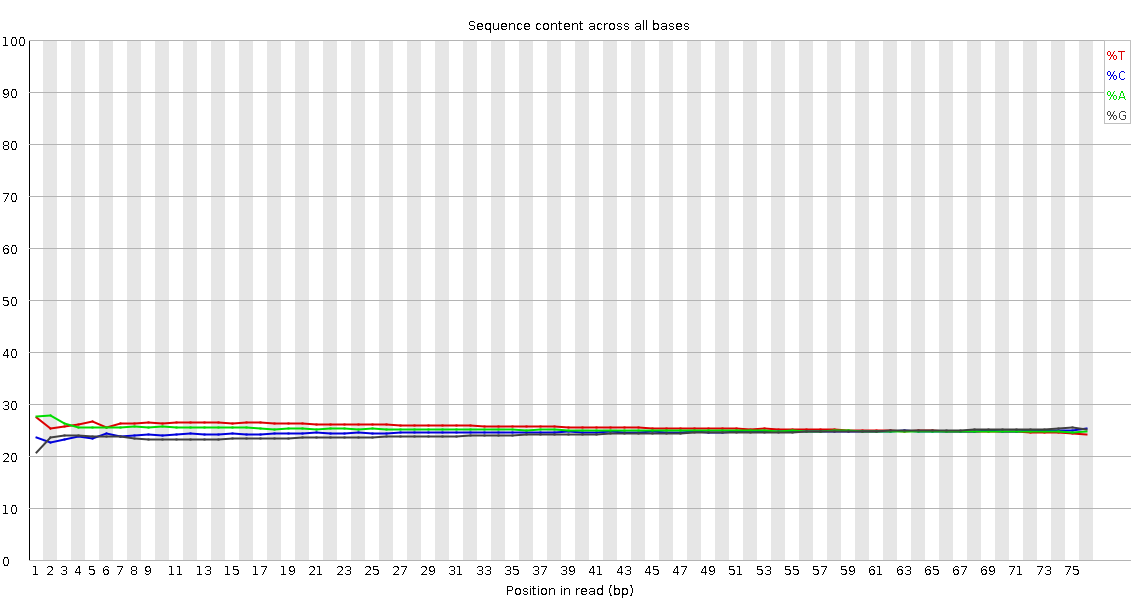 Sequence content across all bases
100
90
80
70
60
50
40
30
20
10
0
%T
%C
%A
%G
1 2 3 4 5 6 7 8 9 11 13 15 17 19 21 23 25 27 29 31 33 35 37 39 41 43 45 47 49 51 53 55 57 59 61 63 65 67 69 71 73 75
Position in read (bp)